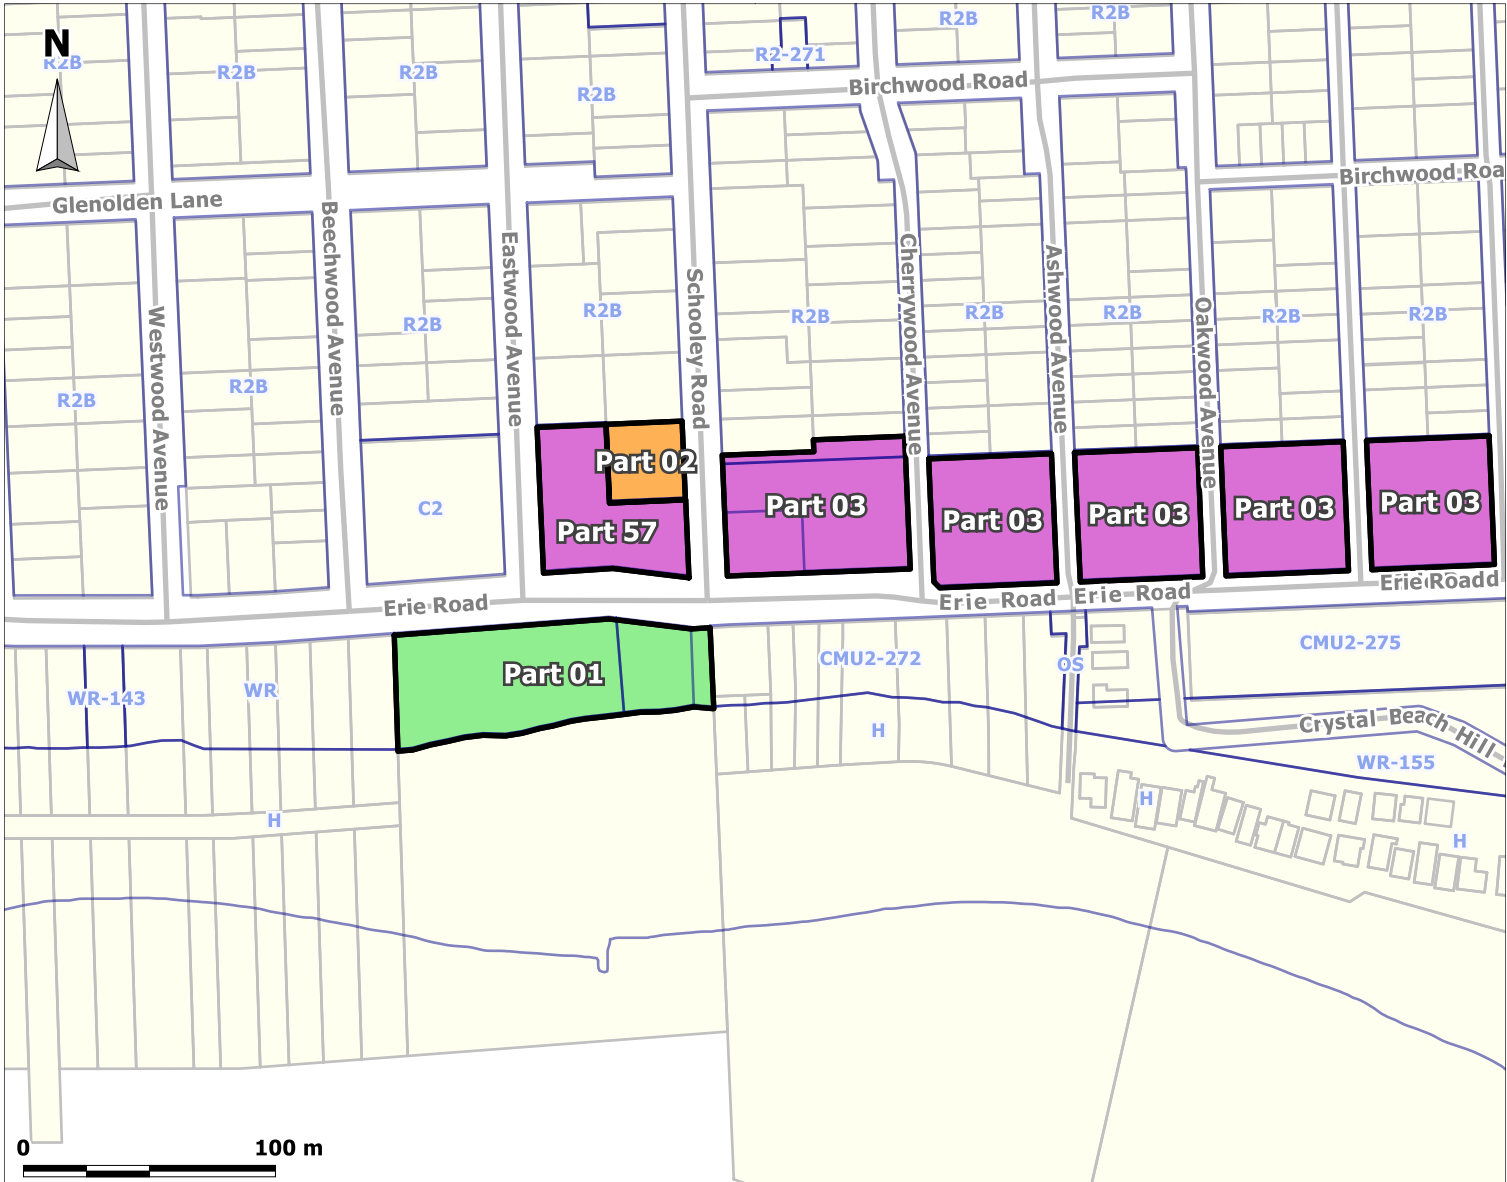 R2B
R2-271
R2B
N
R2B
R2B
R2B
R2B
Birchwood Road
Birchwood Roa
Glenolden Lane
Westwood Avenue
Beechwood Avenue
Eastwood Avenue
Schooley Road
Cherrywood Avenue
Ashwood Avenue
Oakwood Avenue
R2B
R2B
R2B
R2B
R2B
R2B
R2B
R2B
R2B
C2
Part 02
Part 57
Part 03
Part 03
Part 03
Part 03
Part 03
Erie Road
Erie Road
Erie Road
Erie Roadd
Part 01
WR-143
WR
CMU2-272
OS
CMU2-275
H
Crystal Beach Hill
WR-155
H
H
H
0 100 m